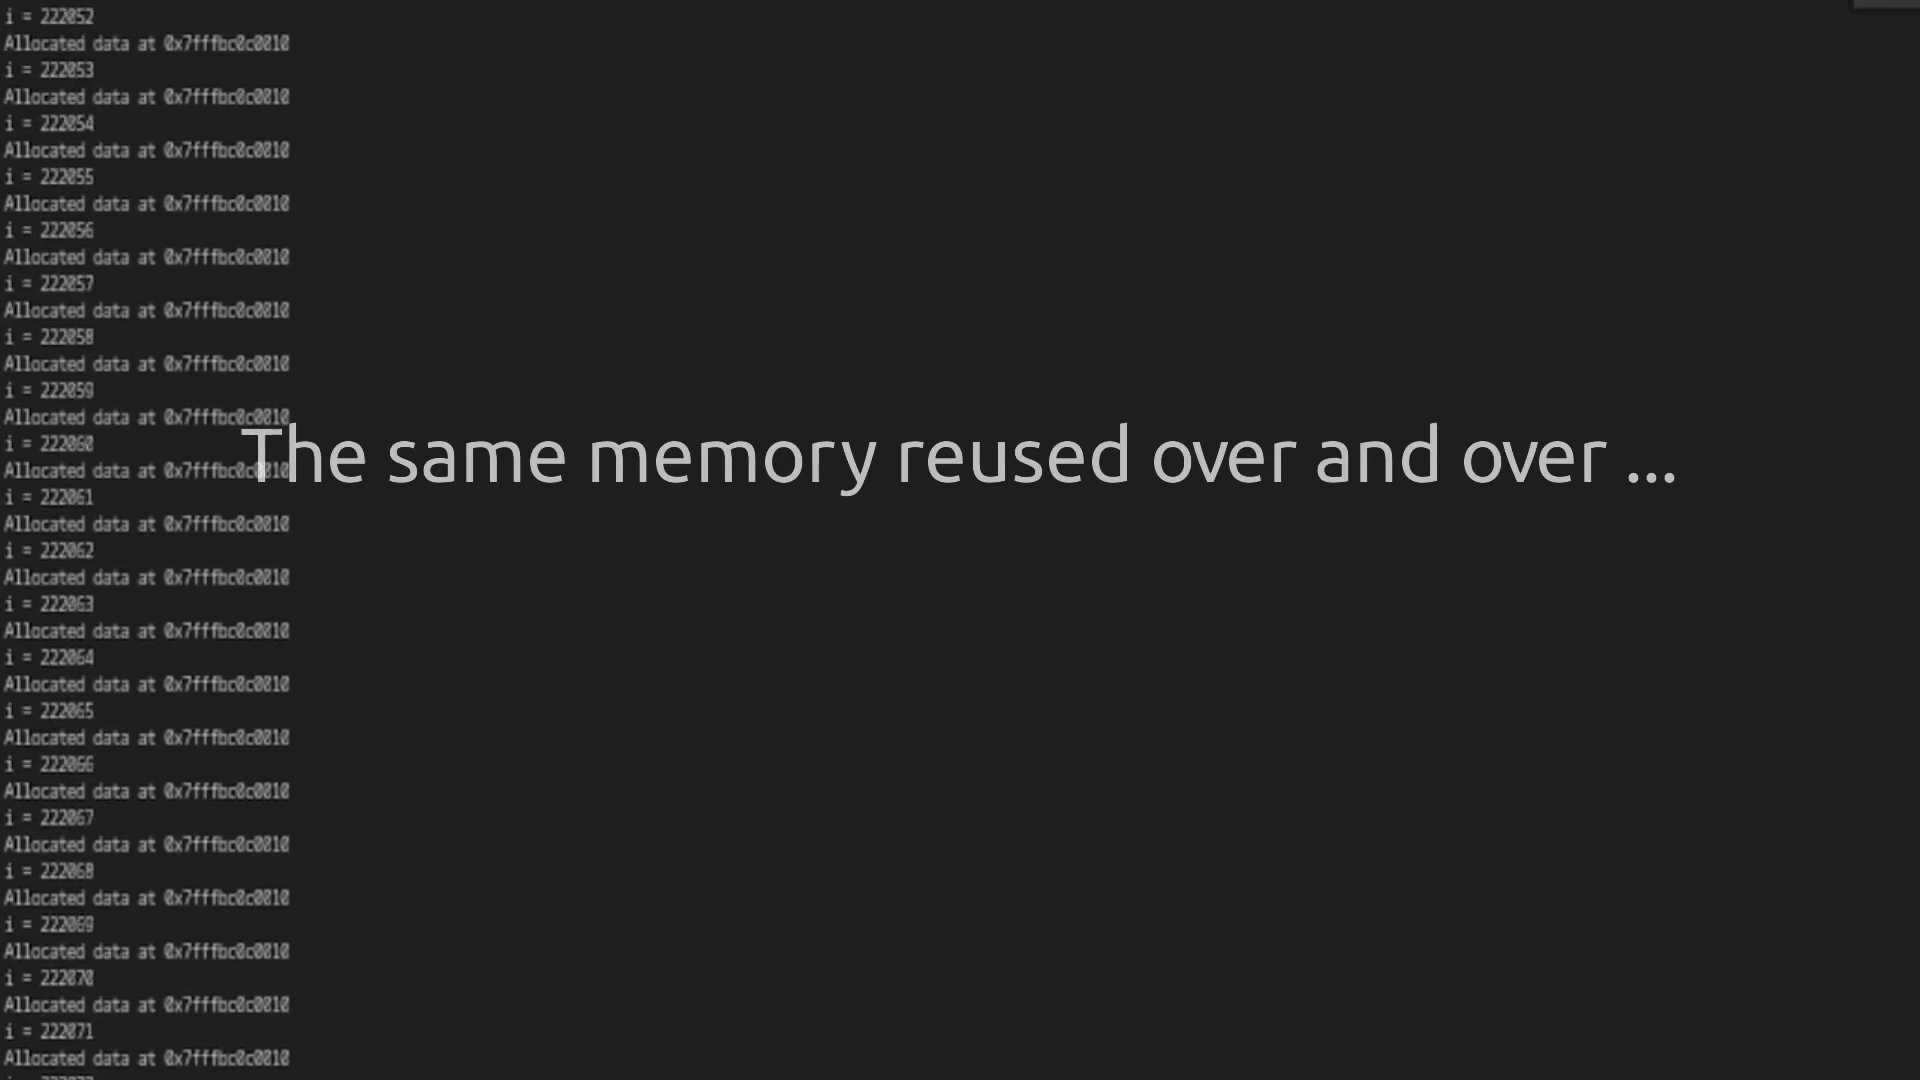 i = 222052
Allocated data at 0x7fffbc0c0010
i = 222053
Allocated data at 0x7fffbc0c0010
i = 222054
Allocated data at 0x7fffbc0c0010
i = 222055
Allocated data at 0x7fffbc0c0010
i = 222056
Allocated data at 0x7fffbc0c0010
i = 222057
Allocated data at 0x7fffbc0c0010
i = 222058
Allocated data at 0x7fffbc0c0010
i = 222059
Allocated data at 0x7fffbc0c0010
i = 222060
The same memory reused over and over ...
Allocated data at 0x7fffbc0c0010
i = 222061
Allocated data at 0x7fffbc0c0010
i = 222062
Allocated data at 0x7fffbc0c0010
i = 222063
Allocated data at 0x7fffbc0c0010
i = 222064
Allocated data at 0x7fffbc0c0010
i = 222065
Allocated data at 0x7fffbc0c0010
i = 222066
Allocated data at 0x7fffbc0c0010
i = 222067
Allocated data at 0x7fffbc0c0010
i = 222068
Allocated data at 0x7fffbc0c0010
i = 222069
Allocated data at 0x7fffbc0c0010
i = 222070
Allocated data at 0x7fffbc0c0010
i = 222071
Allocated data at 0x7fffbc0c0010